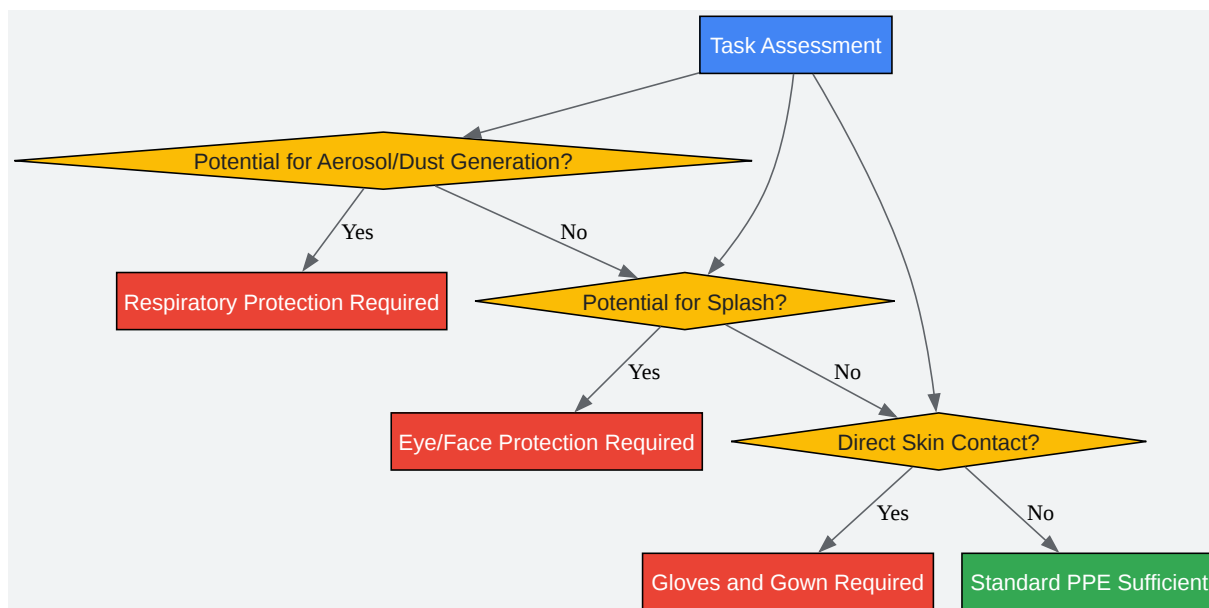 Task Assessment
Potential for Aerosol/Dust Generation?
Yes
No
Respiratory Protection Required
Potential for Splash?
Yes
No
Eye/Face Protection Required
Direct Skin Contact?
Yes
No
Gloves and Gown Required
Standard PPE Sufficient